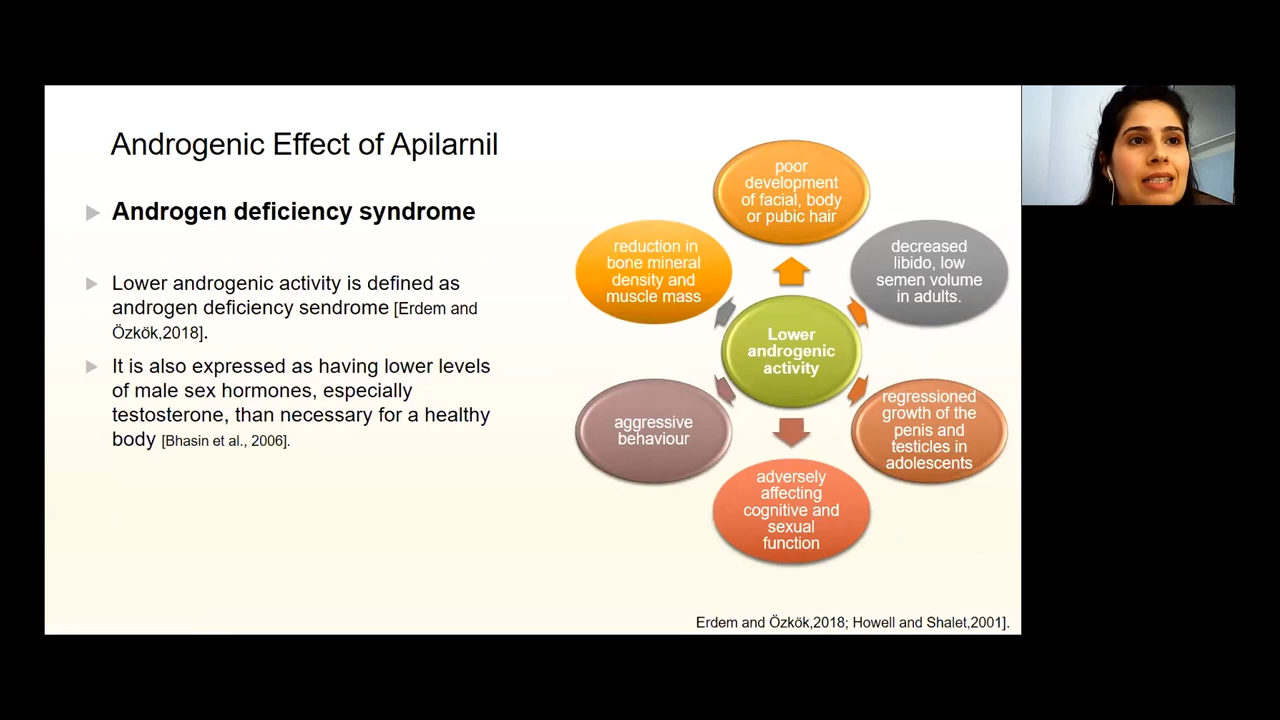 Androgenic Effect of Apilarnil
Androgen deficiency syndrome
Lower androgenic activity is defined as
androgen deficiency sendrome [Erdem and
Özkök,2018].
It is also expressed as having lower levels
of male sex hormones, especially
testosterone, than necessary for a healthy
body [Bhasin et al., 2006].
poor
development
of facial, body
or pubic hair
decreased
libido, low
semen volume
in adults.
regressioned
growth of the
penis and
testicles in
adolescents
adversely
affecting
cognitive and
sexual
function
aggressive
behaviour
reduction in
bone mineral
density and
muscle mass
Lower
androgenic
activity
Erdem and Özkök,2018; Howell and Shalet,2001].